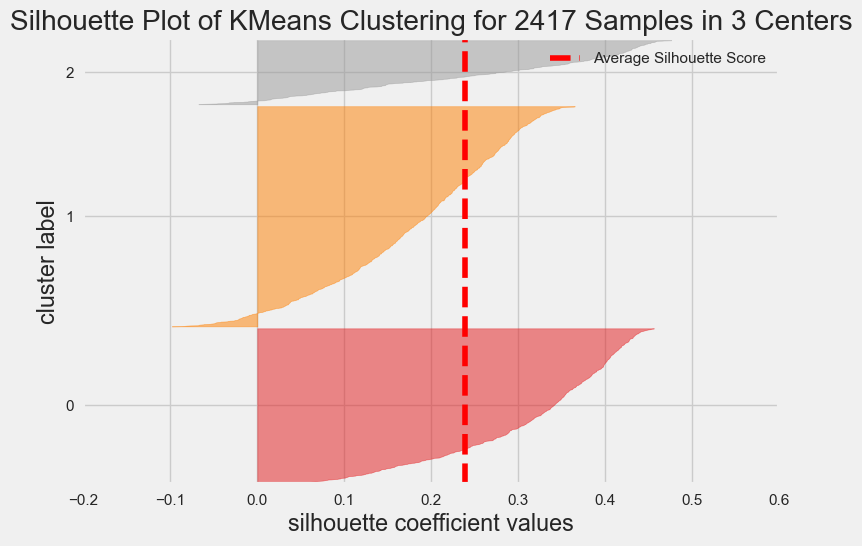 Silhouette Plot of KMeans Clustering for 2417 Samples in 3 Centers
Average Silhouette Score
cluster label
2
1
0
−0.2 −0.1 0.0 0.1 0.2 0.3 0.4 0.5 0.6
silhouette coefficient values